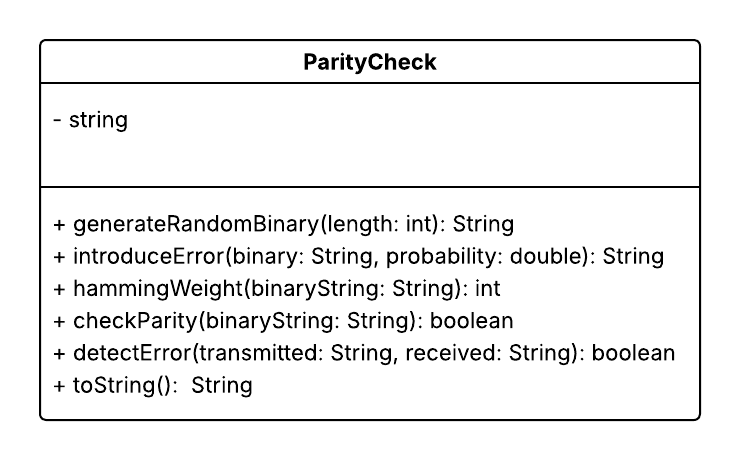 ParityCheck
- string
+ generateRandomBinary(length: int): String
+ introduceError(binary: String, probability: double): String
+ hammingWeight(binaryString: String): int
+ checkParity(binaryString: String): boolean
+ detectError(transmitted: String, received: String): boolean
+ toString():  String